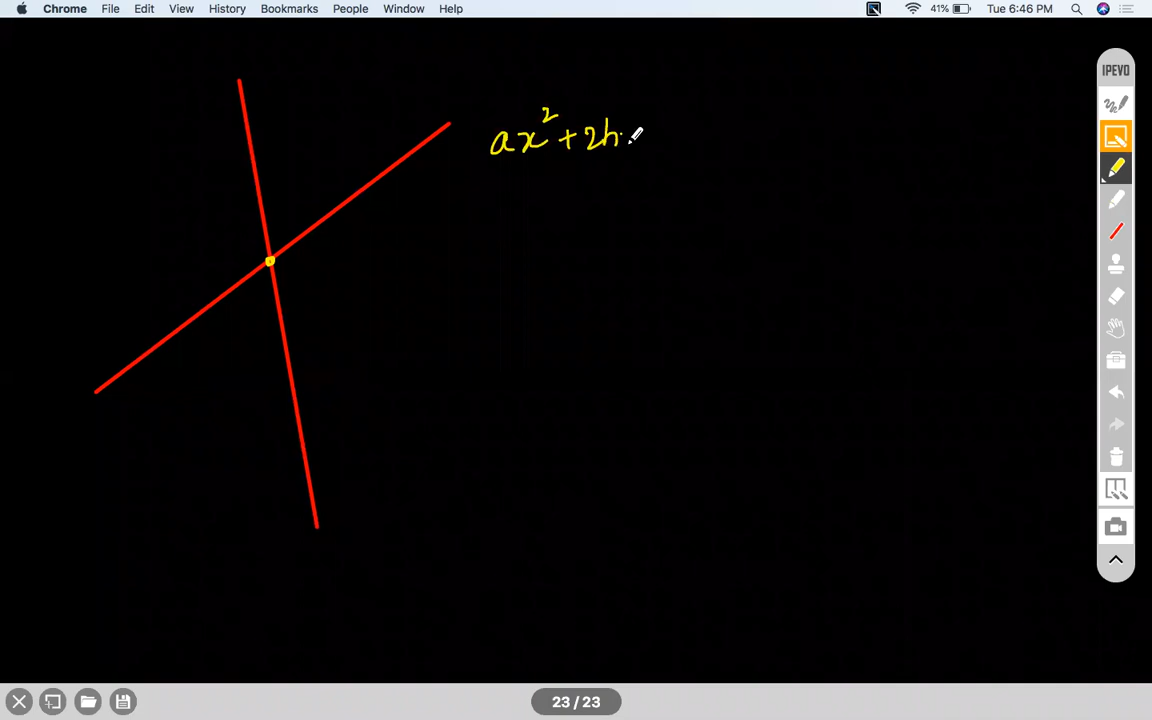 Chrome File Edit View History Bookmarks People Window Help 41% Tue 6:46 PM
IPEVO
ax² + 2h
23 / 23